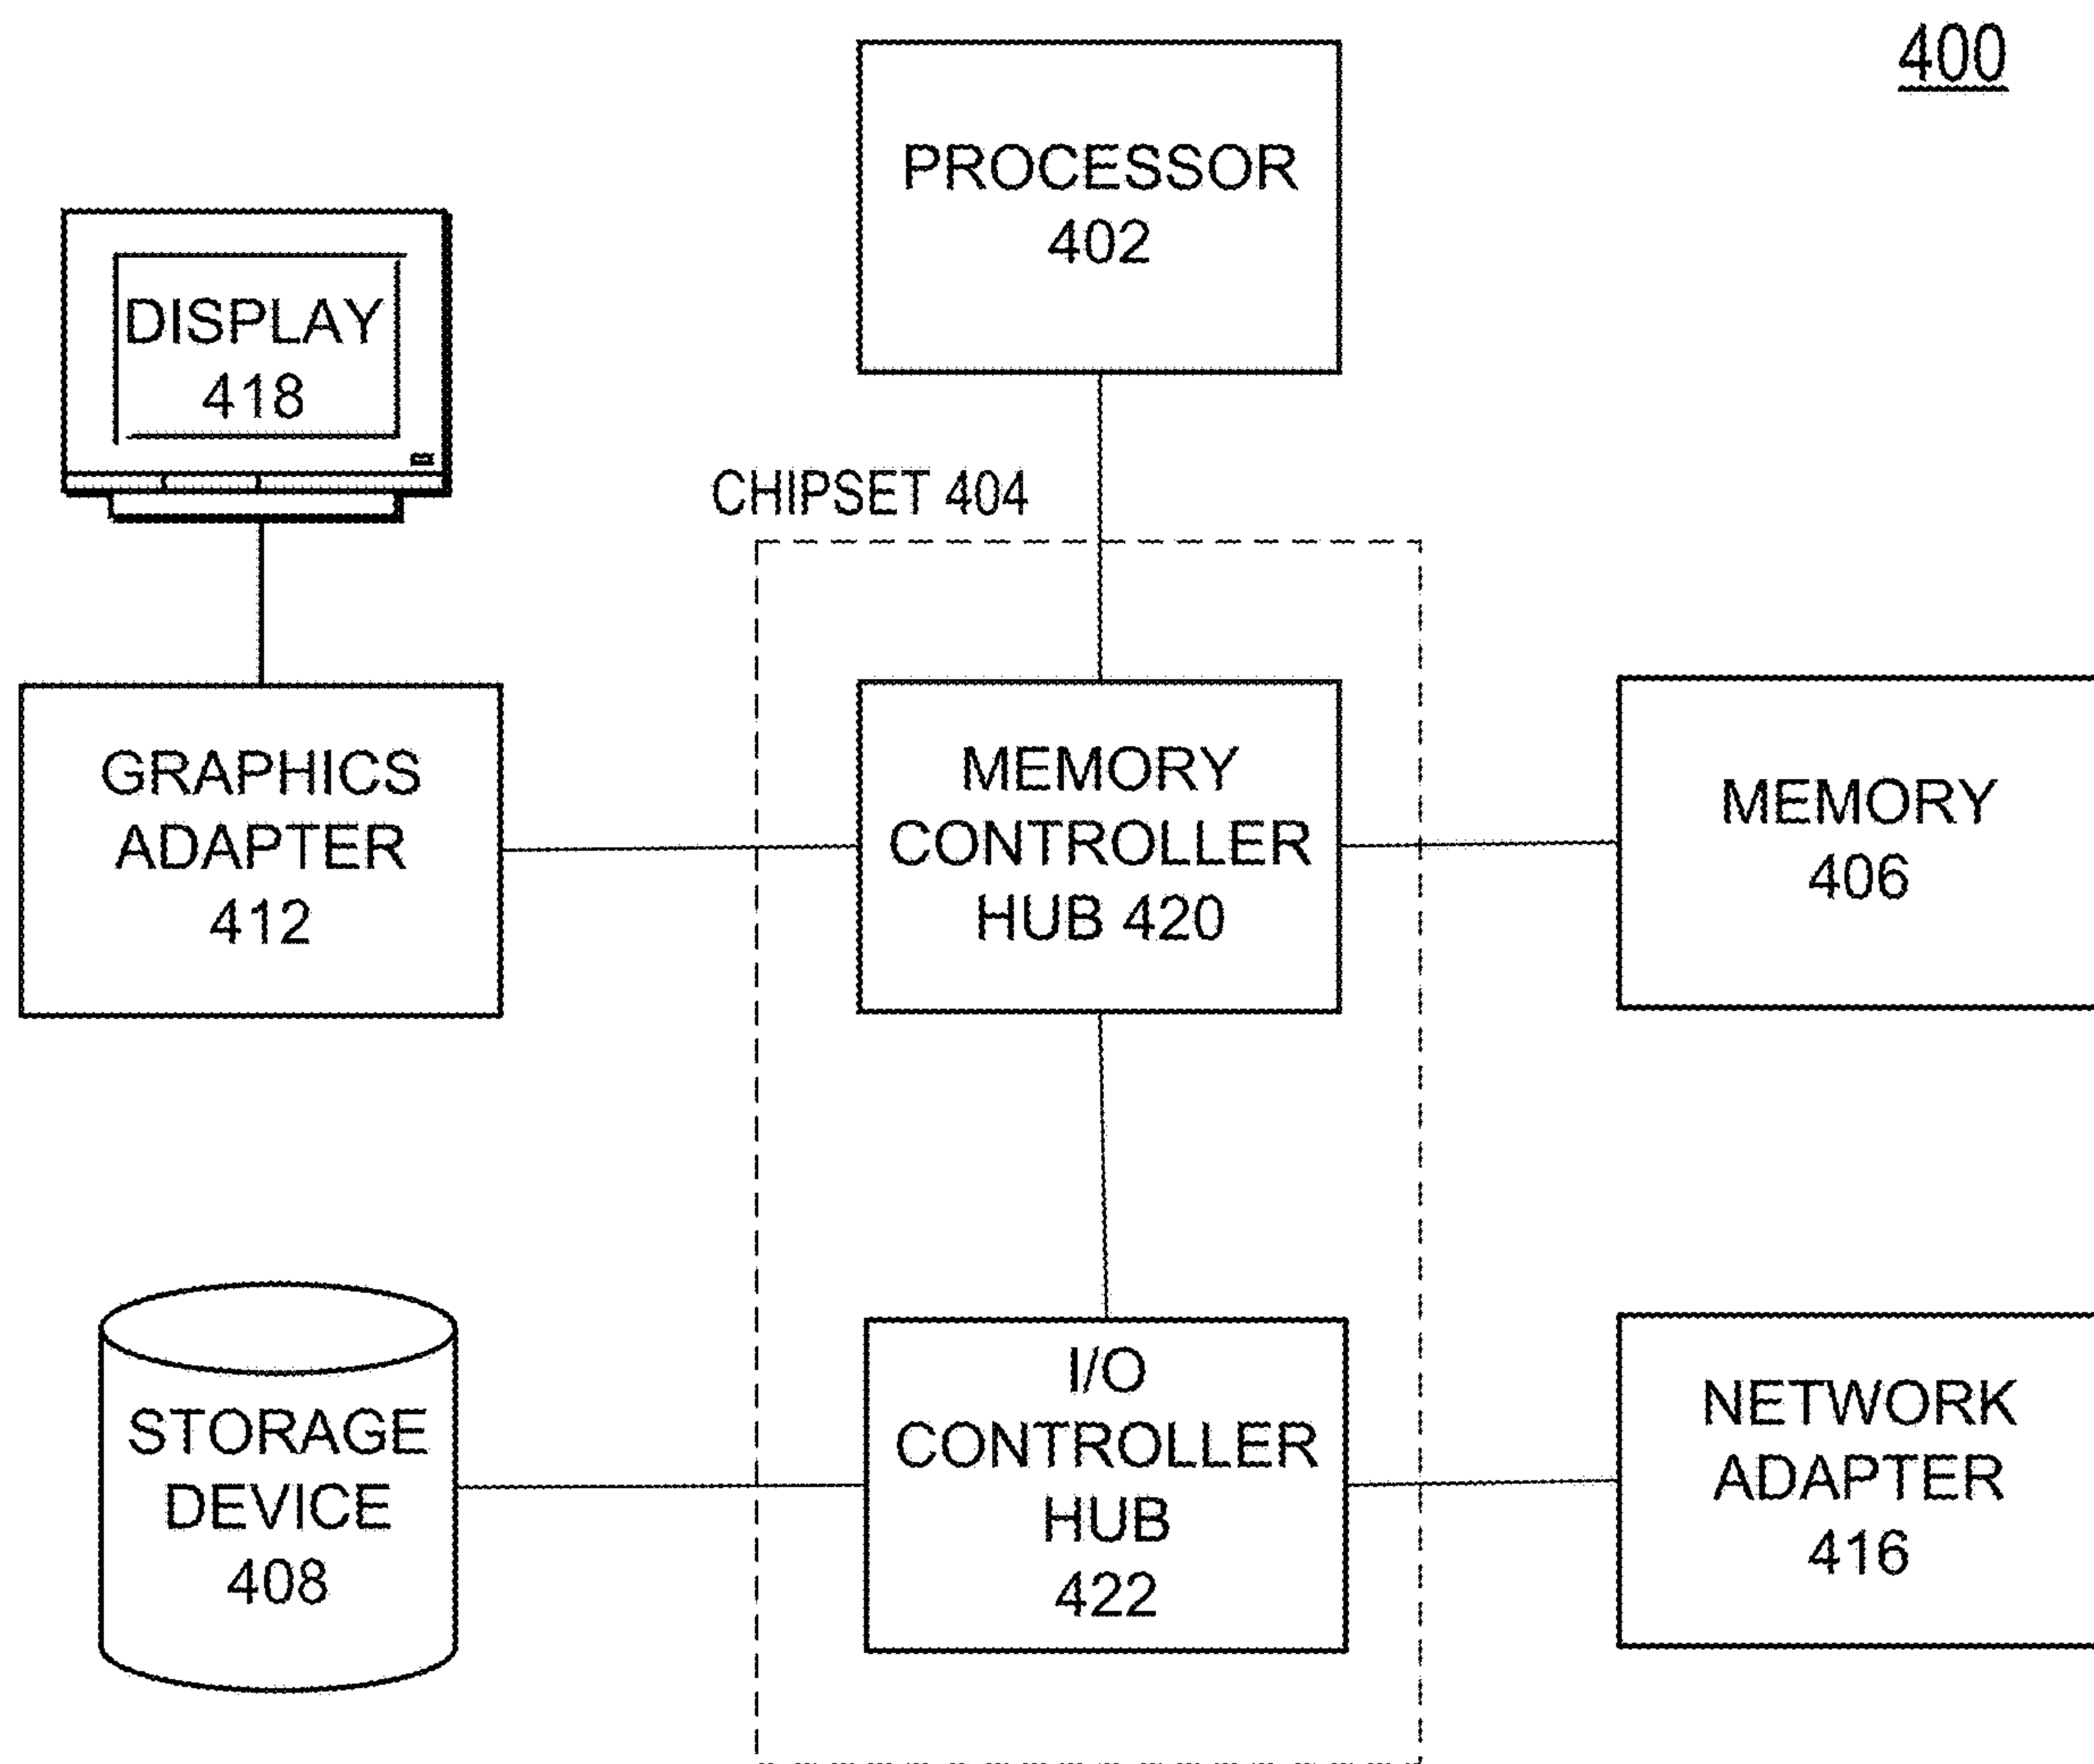 400
PROCESSOR
402
DISPLAY
418
CHIPSET 404
GRAPHICS
ADAPTER
412
MEMORY
CONTROLLER
HUB 420
MEMORY
406
STORAGE
DEVICE
408
I/O
CONTROLLER
HUB
422
NETWORK
ADAPTER
416